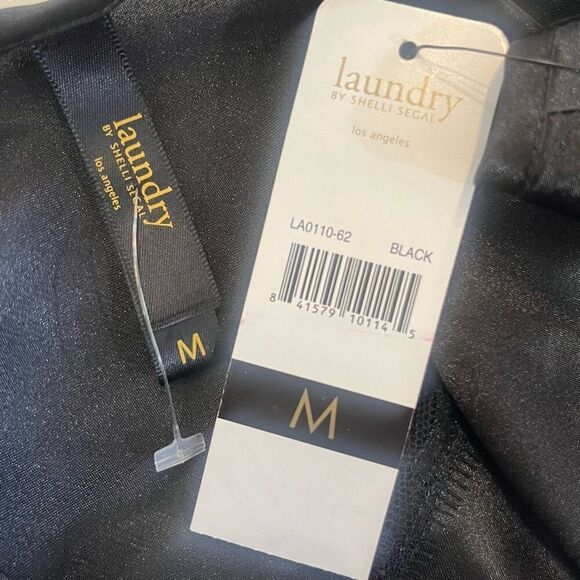 laundry
BY SHELLI SEGAL
los angeles
M
laundry
BY SHELLI SEGAL
los angeles
LA0110-62 BLACK
8 41579 10114 5
M